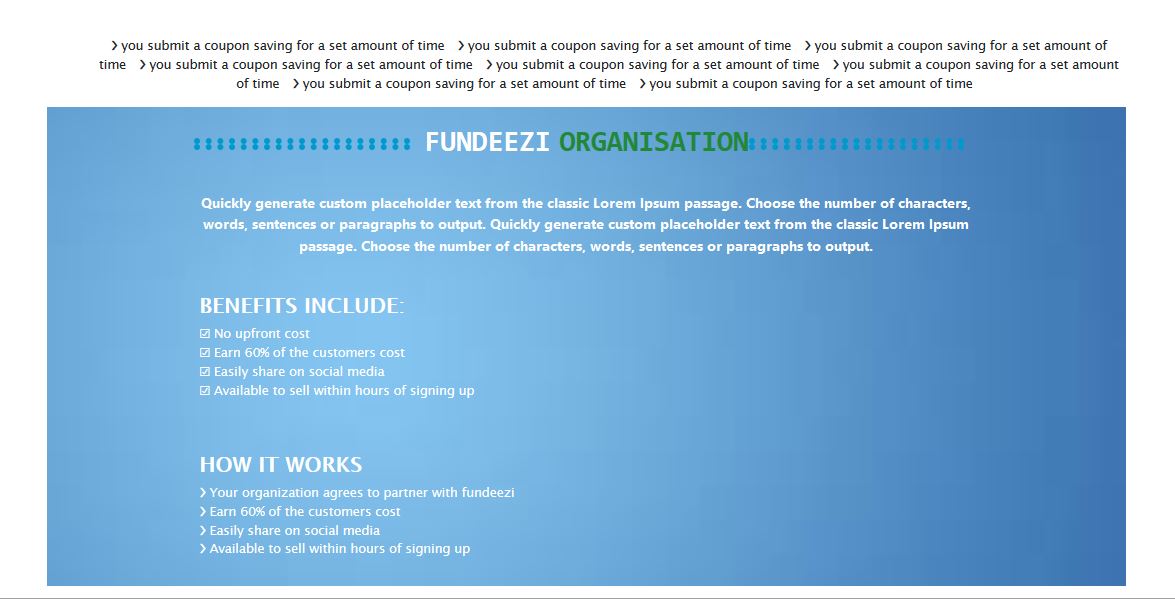 ❯ you submit a coupon saving for a set amount of time ❯ you submit a coupon saving for a set amount of time ❯ you submit a coupon saving for a set amount of
time ❯ you submit a coupon saving for a set amount of time ❯ you submit a coupon saving for a set amount of time ❯ you submit a coupon saving for a set amount
of time ❯ you submit a coupon saving for a set amount of time ❯ you submit a coupon saving for a set amount of time
FUNDEEZI ORGANISATION
Quickly generate custom placeholder text from the classic Lorem Ipsum passage. Choose the number of characters,
words, sentences or paragraphs to output. Quickly generate custom placeholder text from the classic Lorem Ipsum
passage. Choose the number of characters, words, sentences or paragraphs to output.
BENEFITS INCLUDE:
☑ No upfront cost
☑ Earn 60% of the customers cost
☑ Easily share on social media
☑ Available to sell within hours of signing up
HOW IT WORKS
❯ Your organization agrees to partner with fundeezi
❯ Earn 60% of the customers cost
❯ Easily share on social media
❯ Available to sell within hours of signing up